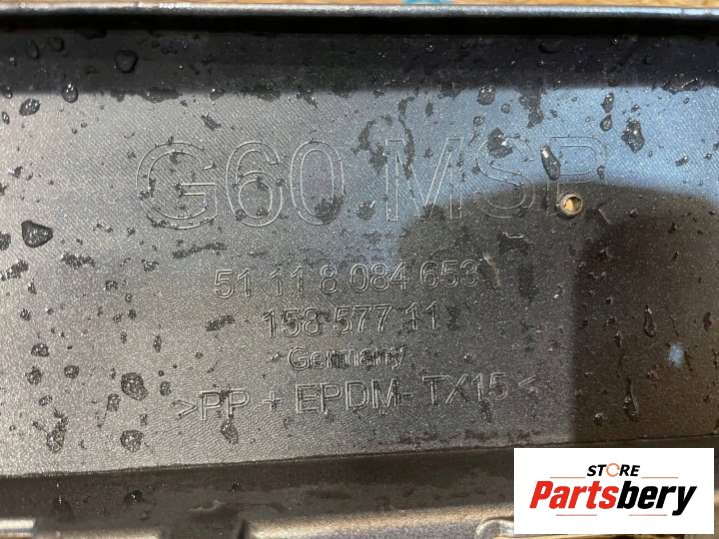 G60.MSP
51 11 8 084 653
158 577 11
Germany
>PP + EPDM- TX15<
STORE
Partsbery